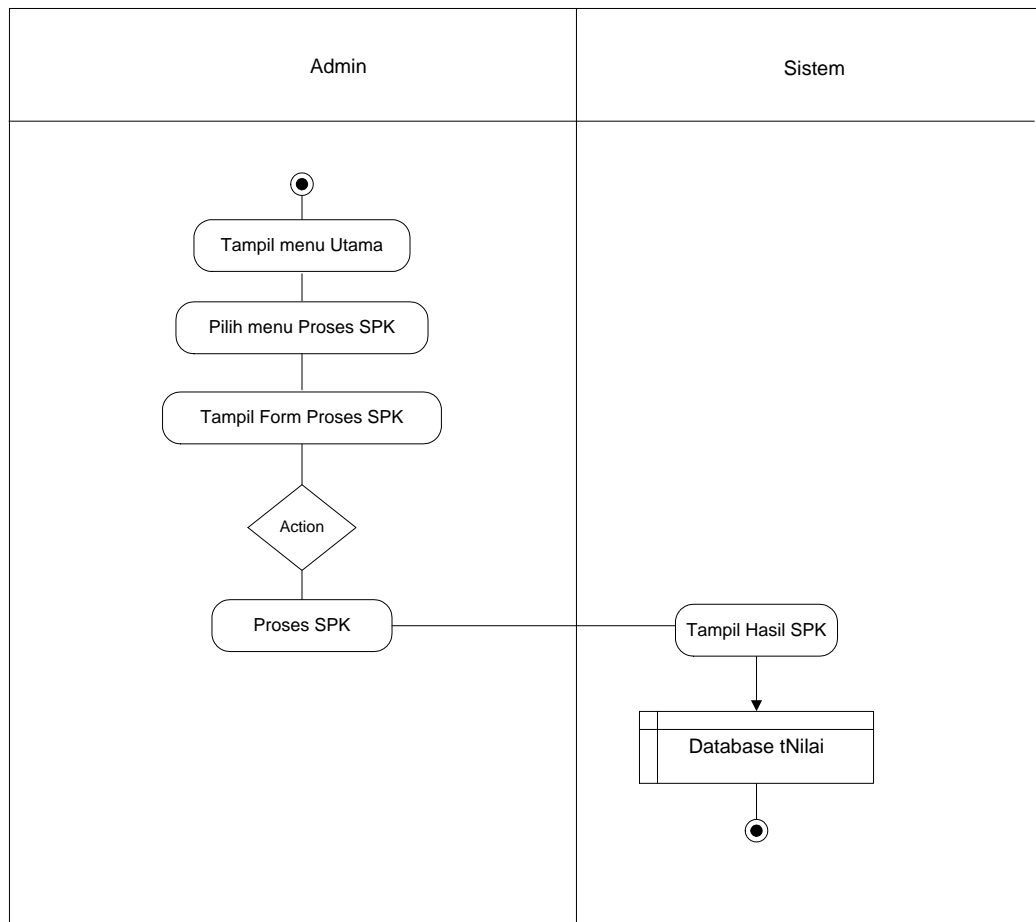 Admin
Sistem
Tampil menu Utama
Pilih menu Proses SPK
Tampil Form Proses SPK
Action
Proses SPK
Tampil Hasil SPK
Database tNilai